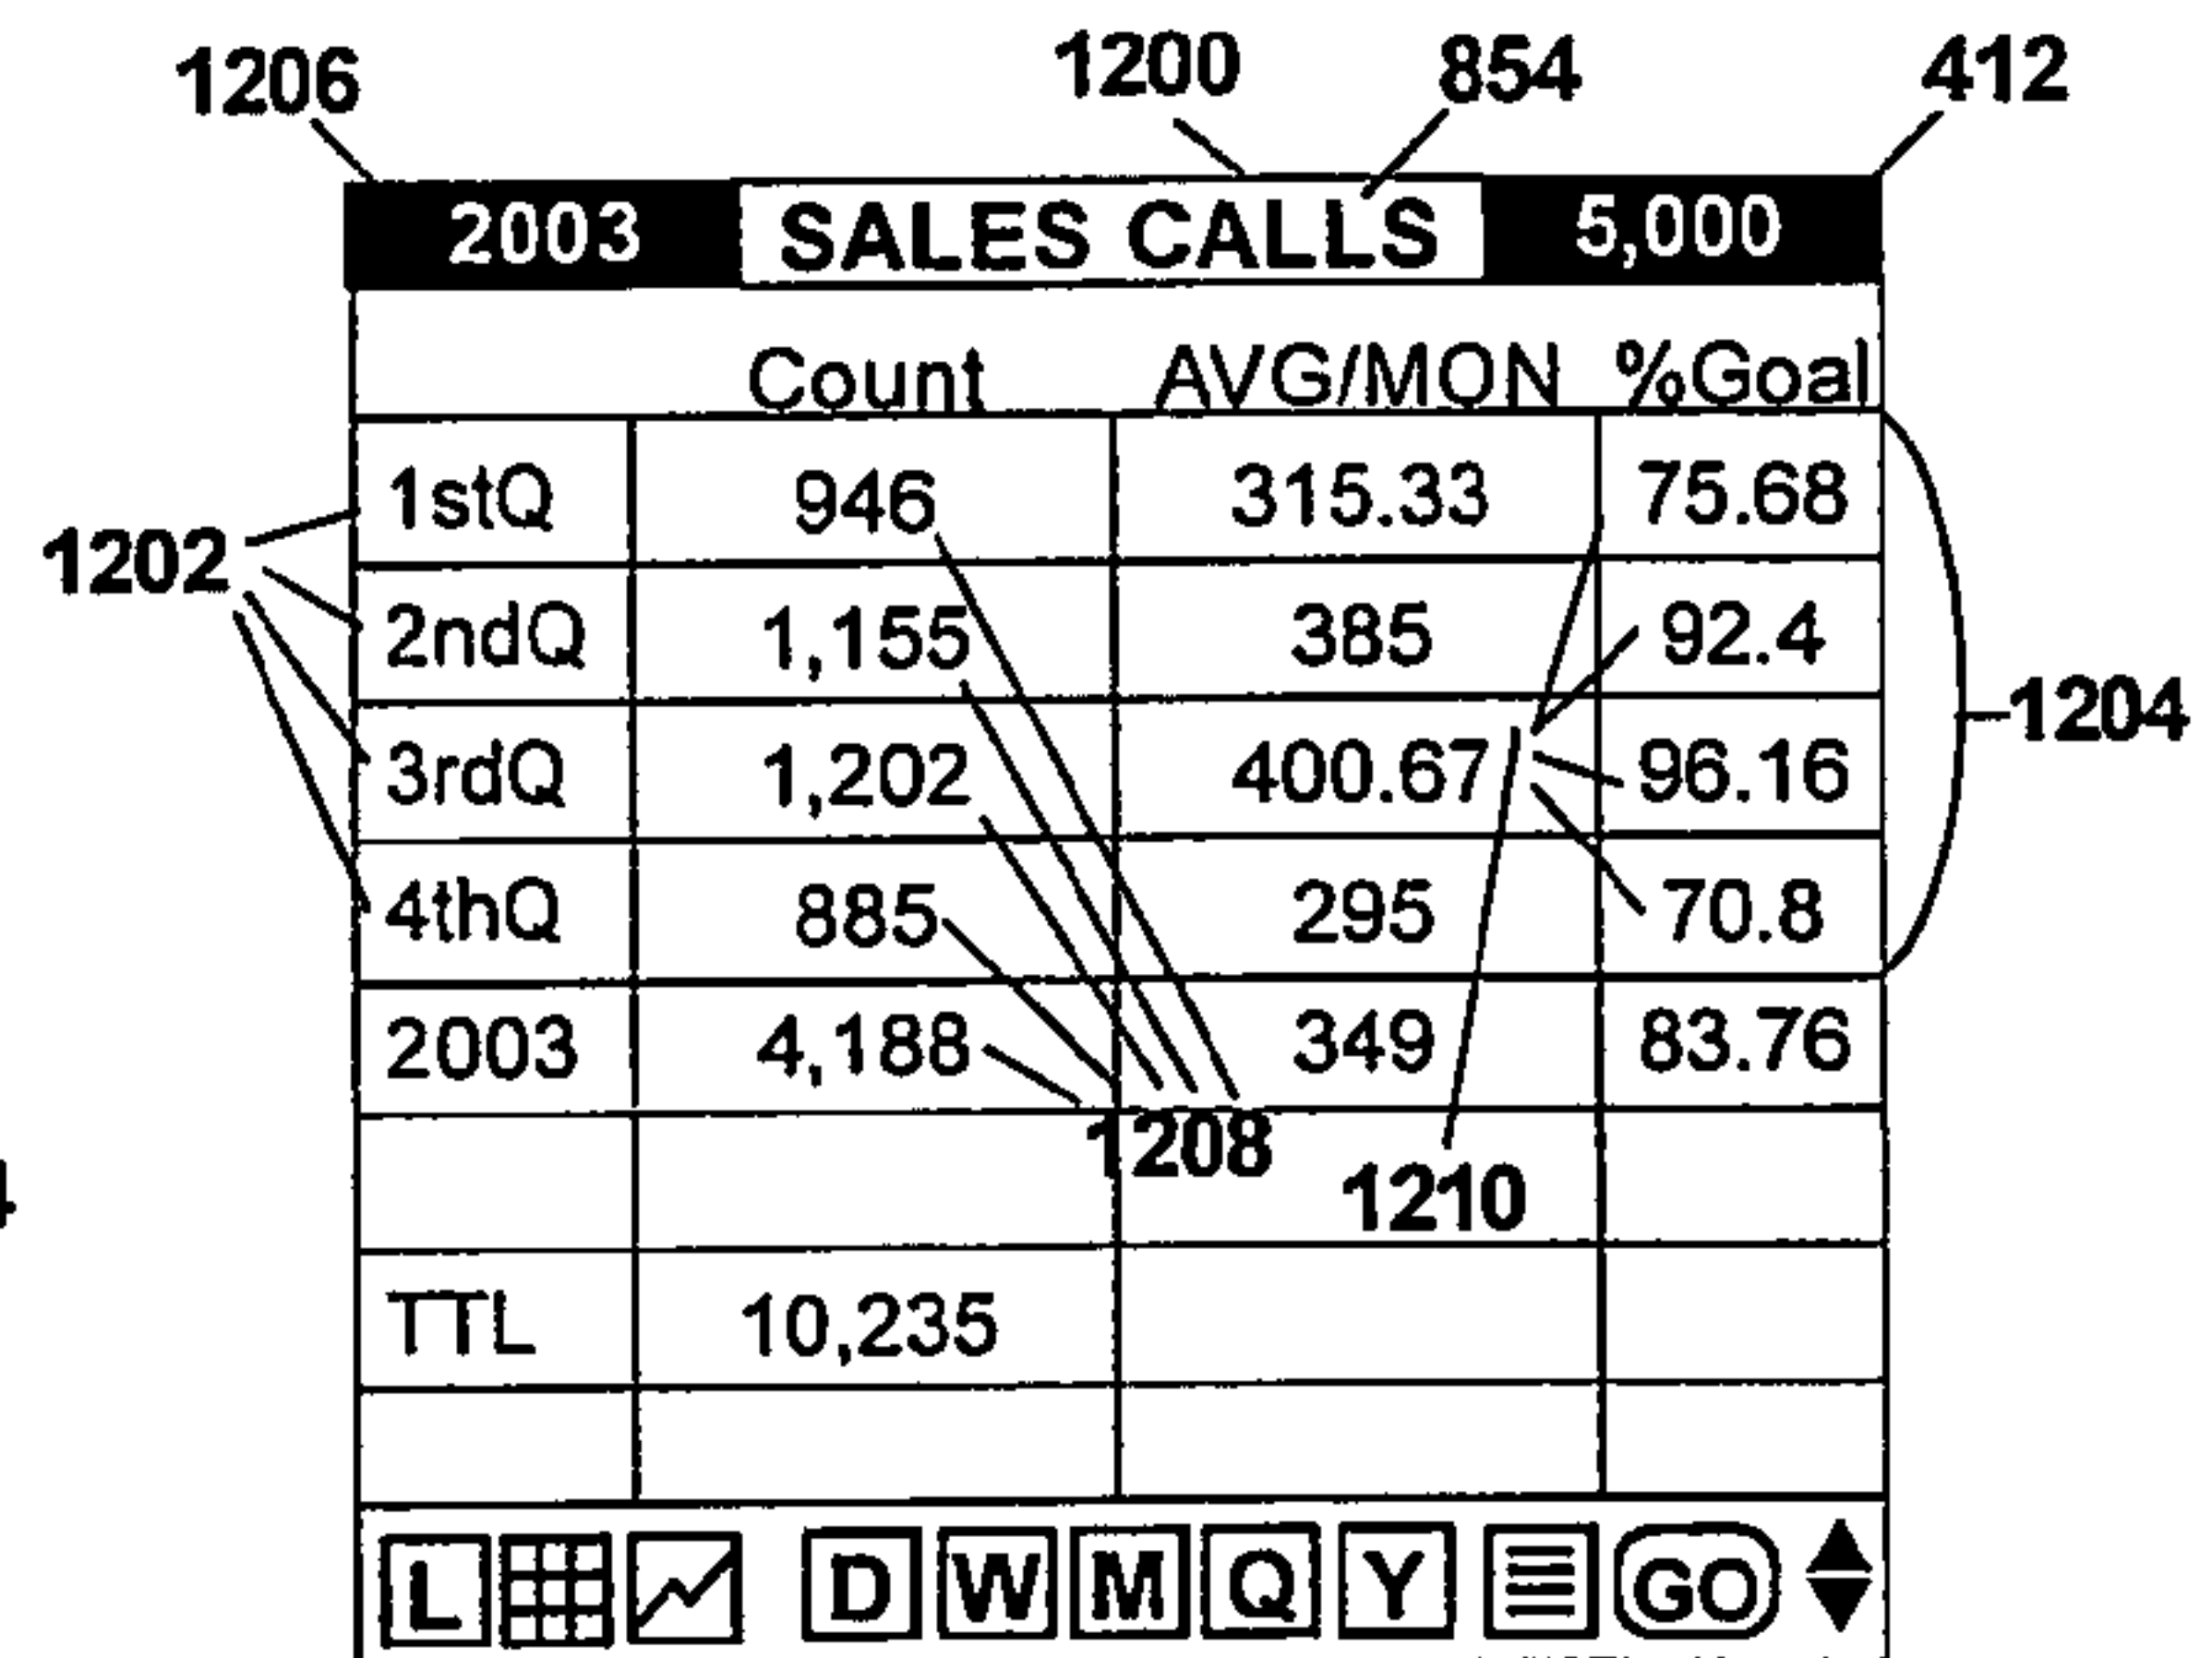 1206 1200 854 412
2003 SALES CALLS 5,000
Count AVG/MON %Goal
1stQ 946 315.33 75.68
1202
2ndQ 1,155 385 92.4
1204
3rdQ 1,202 400.67 96.16
4thQ 885 295 70.8
2003 4,188 349 83.76
1208
1210
TTL 10,235
L D W M Q Y GO